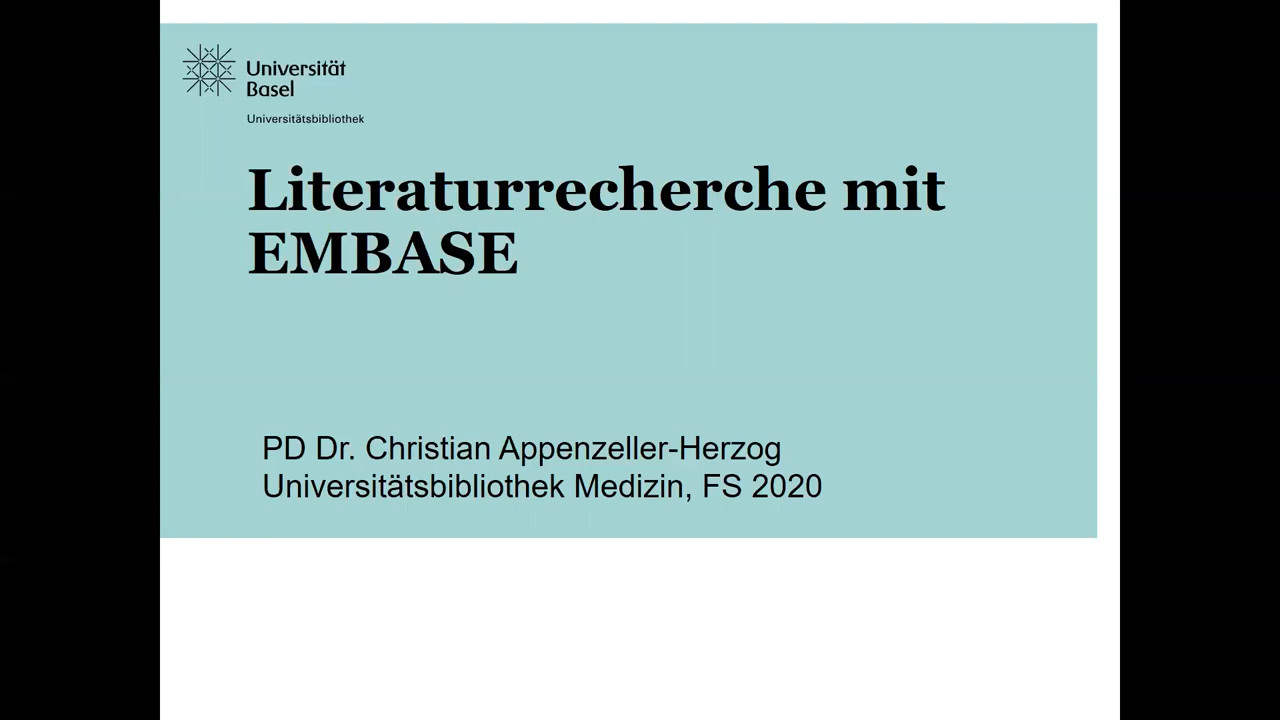 Universität
Basel
Universitätsbibliothek
Literaturrecherche mit
EMBASE
PD Dr. Christian Appenzeller-Herzog
Universitätsbibliothek Medizin, FS 2020